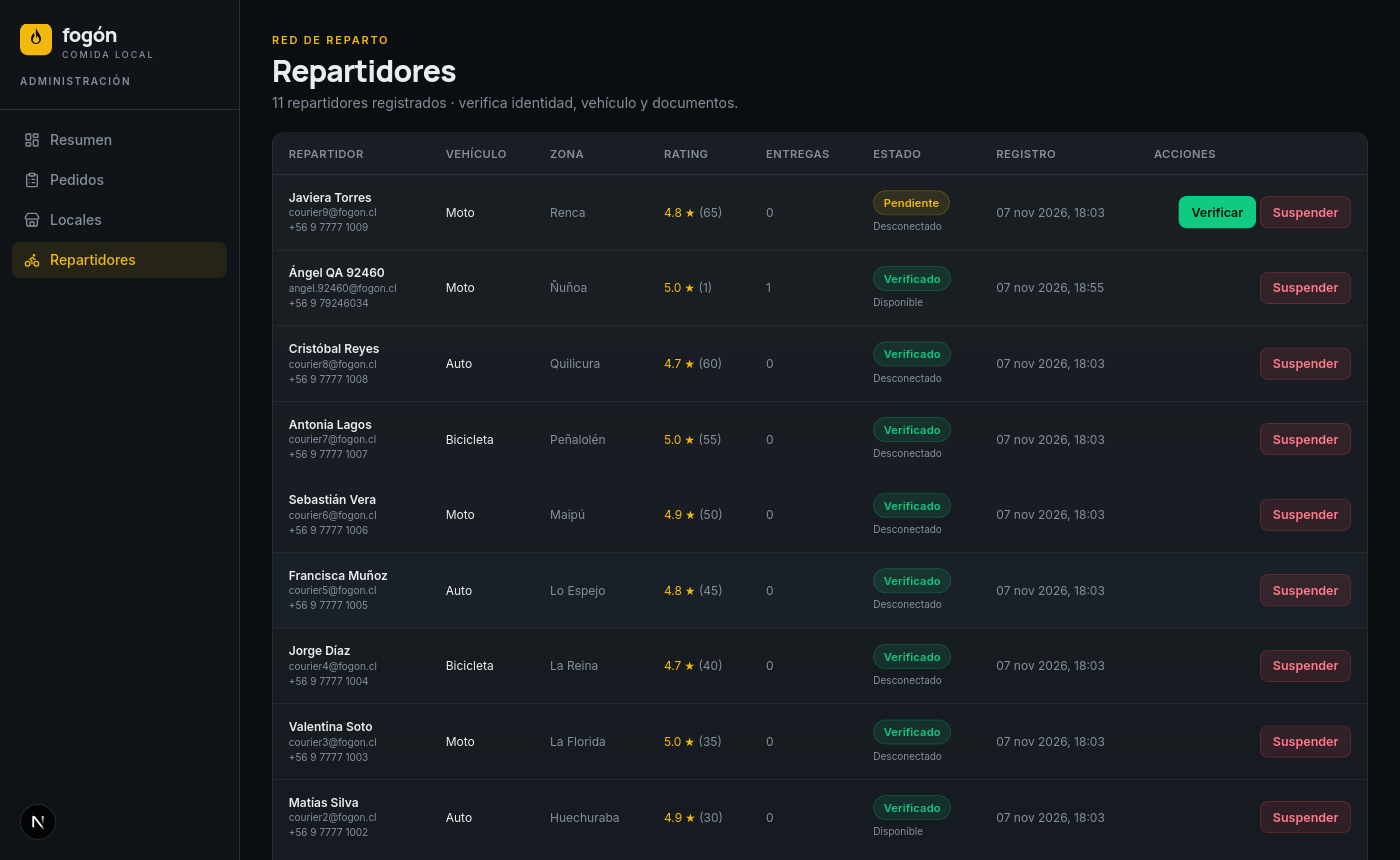 fogón
COMIDA LOCAL
ADMINISTRACIÓN
Resumen
Pedidos
Locales
Repartidores
RED DE REPARTO
Repartidores
11 repartidores registrados · verifica identidad, vehículo y documentos.
REPARTIDOR VEHÍCULO ZONA RATING ENTREGAS ESTADO REGISTRO ACCIONES
Javiera Torres
courier9@fogon.cl
+56 9 7777 1009
Moto Renca 4.8 ★ (65) 0
Pendiente
Desconectado
07 nov 2026, 18:03 Verificar Suspender
Ángel QA 92460
angel.92460@fogon.cl
+56 9 79246034
Moto Ñuñoa 5.0 ★ (1) 1
Verificado
Disponible
07 nov 2026, 18:55 Suspender
Cristóbal Reyes
courier8@fogon.cl
+56 9 7777 1008
Auto Quilicura 4.7 ★ (60) 0
Verificado
Desconectado
07 nov 2026, 18:03 Suspender
Antonia Lagos
courier7@fogon.cl
+56 9 7777 1007
Bicicleta Peñalolén 5.0 ★ (55) 0
Verificado
Desconectado
07 nov 2026, 18:03 Suspender
Sebastián Vera
courier6@fogon.cl
+56 9 7777 1006
Moto Maipú 4.9 ★ (50) 0
Verificado
Desconectado
07 nov 2026, 18:03 Suspender
Francisca Muñoz
courier5@fogon.cl
+56 9 7777 1005
Auto Lo Espejo 4.8 ★ (45) 0
Verificado
Desconectado
07 nov 2026, 18:03 Suspender
Jorge Díaz
courier4@fogon.cl
+56 9 7777 1004
Bicicleta La Reina 4.7 ★ (40) 0
Verificado
Desconectado
07 nov 2026, 18:03 Suspender
Valentina Soto
courier3@fogon.cl
+56 9 7777 1003
Moto La Florida 5.0 ★ (35) 0
Verificado
Desconectado
07 nov 2026, 18:03 Suspender
Matías Silva
courier2@fogon.cl
+56 9 7777 1002
Auto Huechuraba 4.9 ★ (30) 0
Verificado
Disponible
07 nov 2026, 18:03 Suspender
N